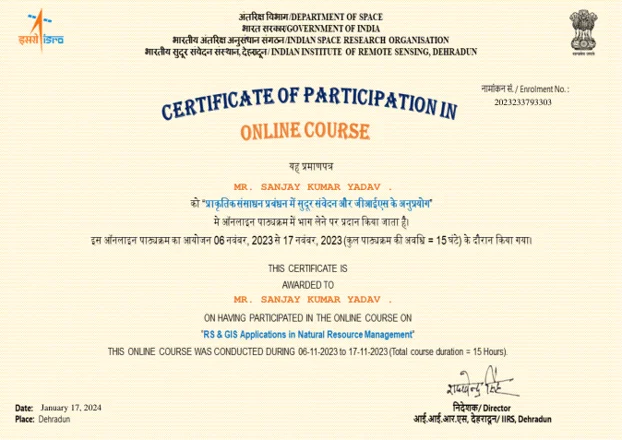 इसरो isro
अंतरिक्ष विभाग/DEPARTMENT OF SPACE
भारत सरकार/GOVERNMENT OF INDIA
भारतीय अंतरिक्ष अनुसंधान संगठन/INDIAN SPACE RESEARCH ORGANISATION
भारतीय सुदूर संवेदन संस्थान, देहरादून/ INDIAN INSTITUTE OF REMOTE SENSING, DEHRADUN
नामांकन सं. / Enrolment No.:
2023233793303
CERTIFICATE OF PARTICIPATION IN
ONLINE COURSE
यह प्रमाणपत्र
MR. SANJAY KUMAR YADAV .
को "प्राकृतिक संसाधन प्रबंधन में सुदूर संवेदन और जीआईएस के अनुप्रयोग"
मे ऑनलाइन पाठ्यक्रम में भाग लेने पर प्रदान किया जाता है।
इस ऑनलाइन पाठ्यक्रम का आयोजन 06 नवंबर, 2023 से 17 नवंबर, 2023 (कुल पाठ्यक्रम की अवधि = 15 घंटे) के दौरान किया गया।
THIS CERTIFICATE IS
AWARDED TO
MR. SANJAY KUMAR YADAV .
ON HAVING PARTICIPATED IN THE ONLINE COURSE ON
"RS & GIS Applications in Natural Resource Management"
THIS ONLINE COURSE WAS CONDUCTED DURING 06-11-2023 to 17-11-2023 (Total course duration = 15 Hours).
Date: January 17, 2024
Place: Dehradun
निदेशक/ Director
आई.आई.आर.एस, देहरादून/ IIRS, Dehradun